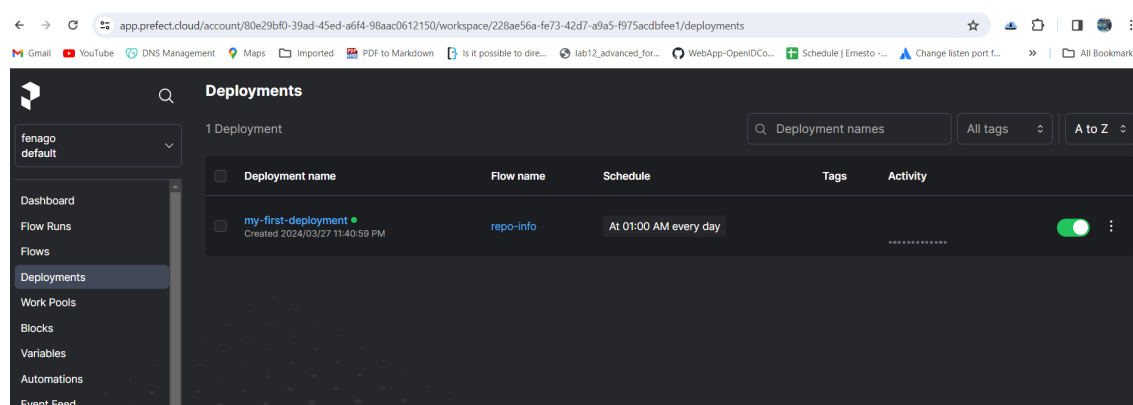 app.prefect.cloud/account/80e29bf0-39ad-45ed-a6f4-98aac0612150/workspace/228ae56a-fe73-42d7-a9a5-f975acdbfee1/deployments
Gmail YouTube DNS Manage... Maps Imported PDF to Markdown Is it possible to dire... lab12_advanced_for... WebApp-OpenIDCo... Schedule | Ernesto -... Change listen port f... » All Bookmark
Deployments
1 Deployment Deployment names All tags A to Z
fenago
default
Deployment name Flow name Schedule Tags Activity
my-first-deployment repo-info At 01:00 AM every day
Created 2024/03/27 11:40:59 PM
Dashboard
Flow Runs
Flows
Deployments
Work Pools
Blocks
Variables
Automations
Event Feed